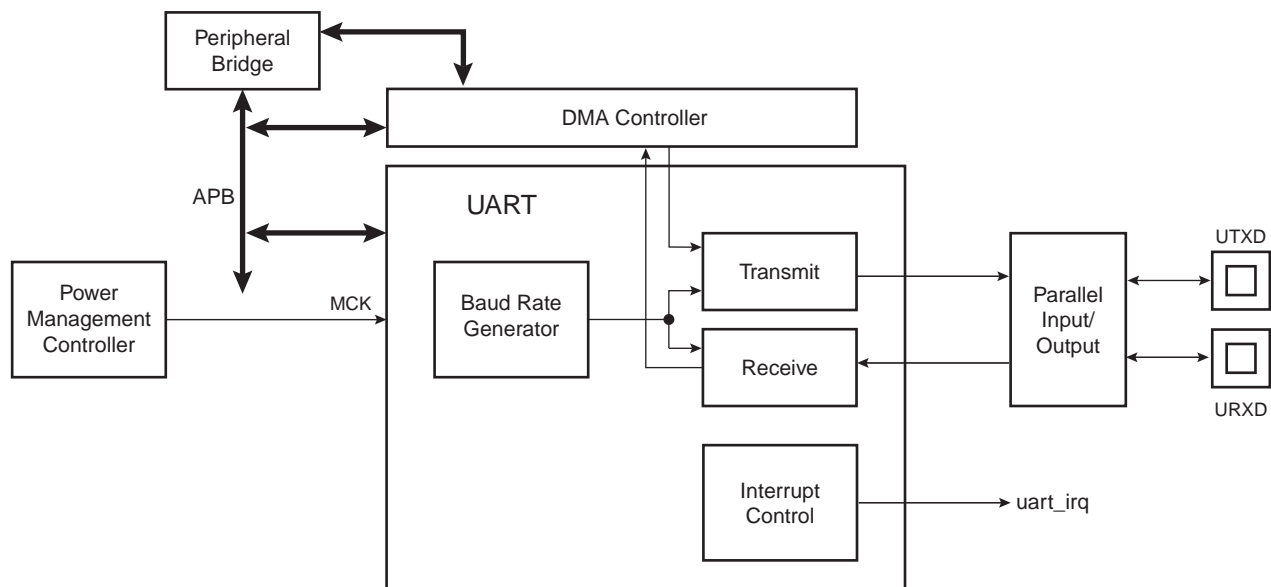 Peripheral
Bridge
DMA Controller
APB
UART
Power
Management
Controller
MCK
Baud Rate
Generator
Transmit
Receive
Parallel
Input/
Output
UTXD
URXD
Interrupt
Control
uart_irq